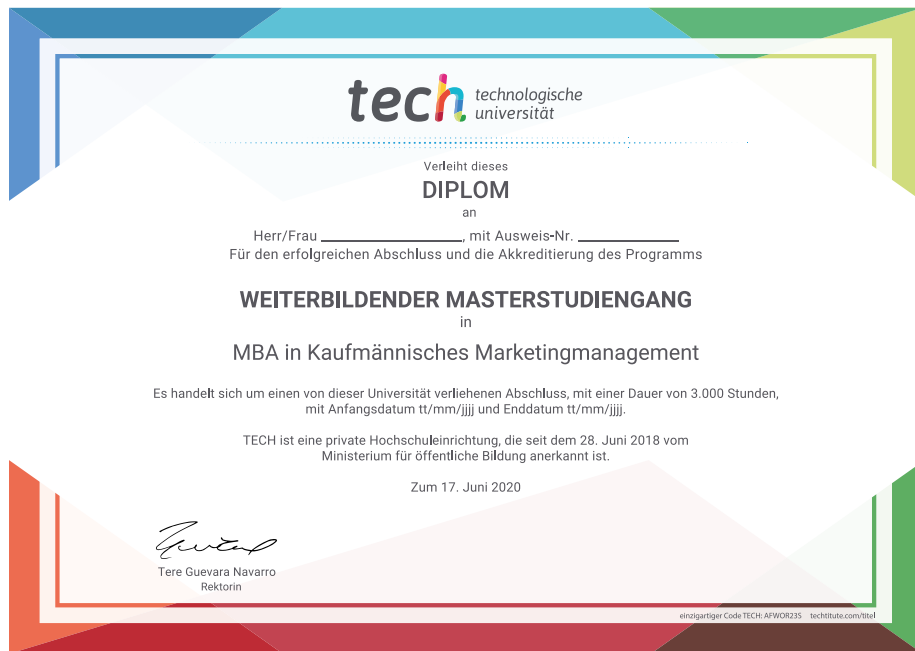 tech technologische
universität
Verleiht dieses
DIPLOM
an
Herr/Frau ____________________, mit Ausweis-Nr. ______________
Für den erfolgreichen Abschluss und die Akkreditierung des Programms
WEITERBILDENDER MASTERSTUDIENGANG
in
MBA in Kaufmännisches Marketingmanagement
Es handelt sich um einen von dieser Universität verliehenen Abschluss, mit einer Dauer von 3.000 Stunden,
mit Anfangsdatum tt/mm/jjjj und Enddatum tt/mm/jjjj.
TECH ist eine private Hochschuleinrichtung, die seit dem 28. Juni 2018 vom
Ministerium für öffentliche Bildung anerkannt ist.
Zum 17. Juni 2020
Tere Guevara Navarro
Rektorin
einzigartiger Code TECH: AFWOR23S techtitute.com/titel